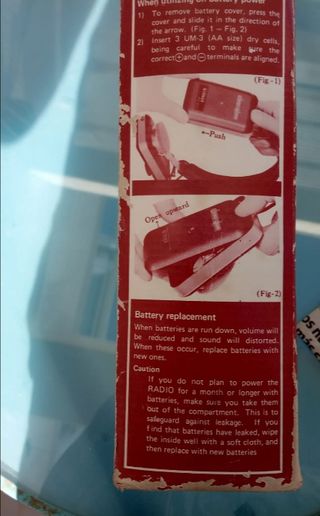 When utilizing on battery power
1) To remove battery cover, press the
cover and slide it in the direction of
the arrow. (Fig. 1 — Fig. 2)
2) Insert 3 UM-3 (AA size) dry cells,
being careful to make sure the
correct⊕and⊖terminals are aligned.
(Fig-1)
←Push
Open upward
(Fig-2)
Battery replacement
When batteries are run down, volume will
be reduced and sound will distorted.
When these occur, replace batteries with
new ones.
Caution
If you do not plan to power the
RADIO for a month or longer with
batteries, make sure you take them
out of the compartment. This is to
safeguard against leakage. If you
find that batteries have leaked, wipe
the inside well with a soft cloth, and
then replace with new batteries